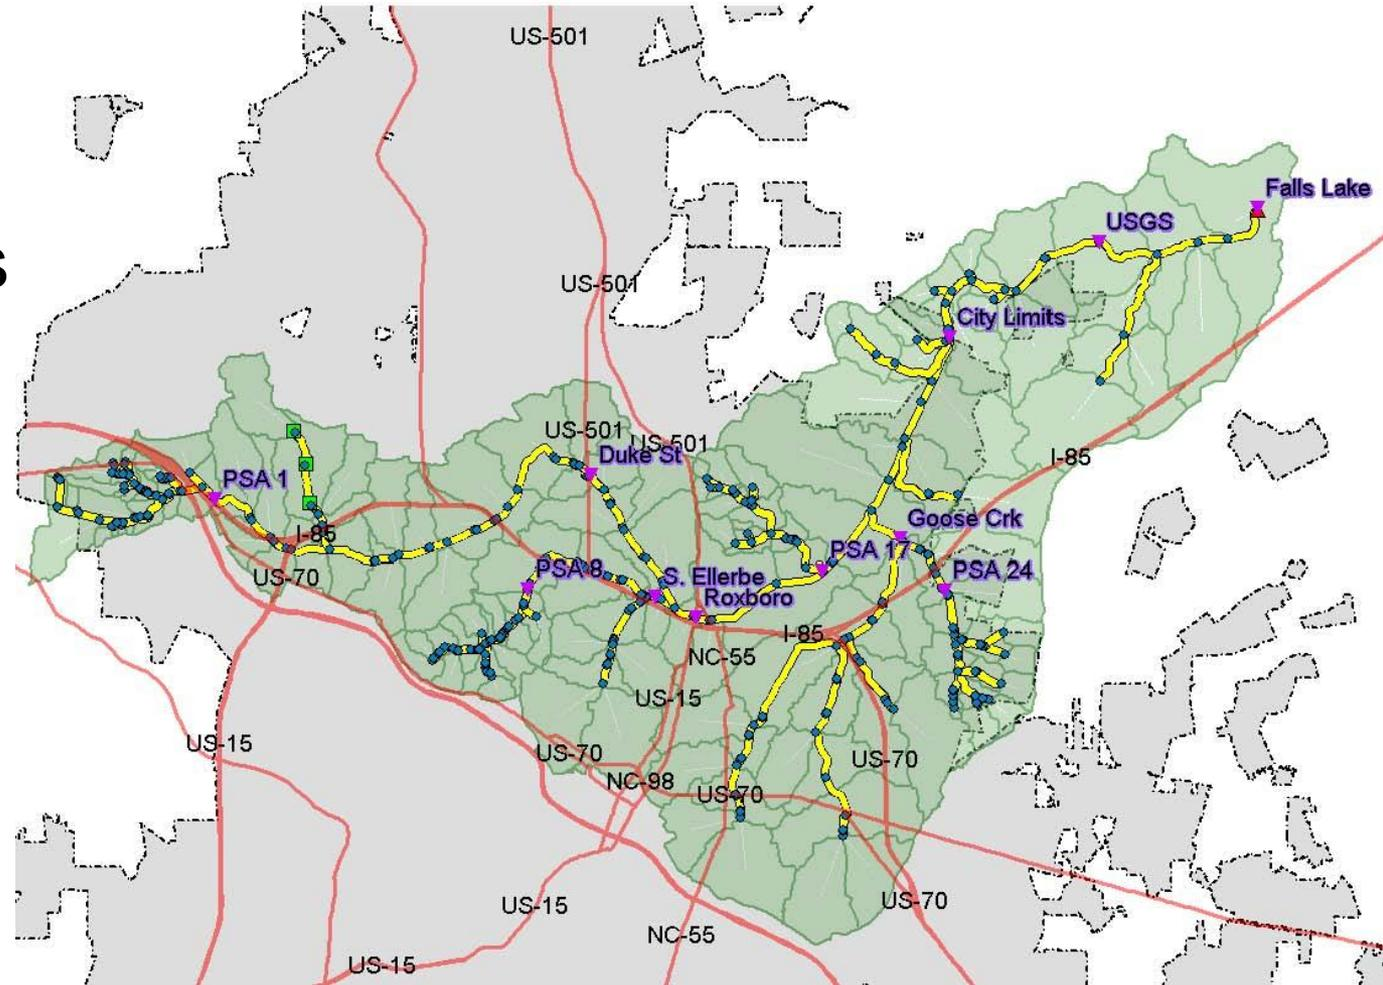 US-501
Falls Lake
USGS
US-501
City Limits
US-501
US-501
Duke St
I-85
PSA 1
Goose Crk
I-85
PSA 17
PSA 8
PSA 24
US-70
S. Ellerbe
Roxboro
I-85
NC-55
US-15
US-15
US-70
US-70
NC-98
US-70
US-70
US-15
NC-55
US-15